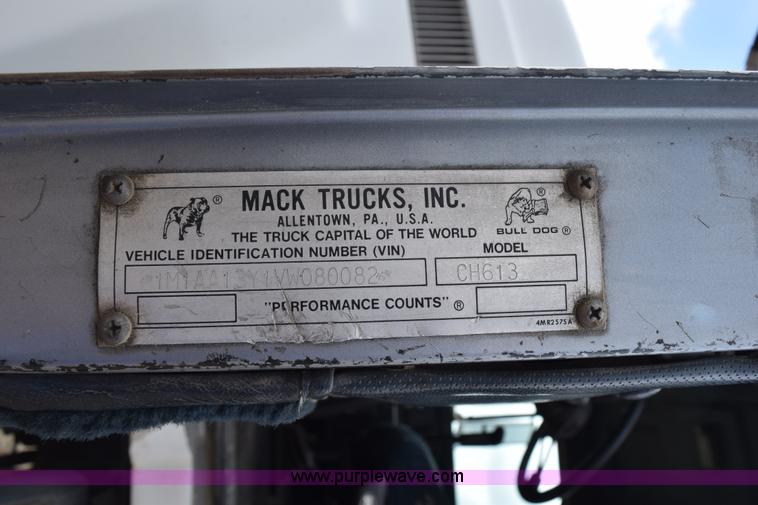 MACK TRUCKS, INC.
ALLENTOWN, PA., U.S.A.
THE TRUCK CAPITAL OF THE WORLD
BULL DOG ®
VEHICLE IDENTIFICATION NUMBER (VIN) MODEL
1M1AA13Y1VW080082 CH613
"PERFORMANCE COUNTS" ®
4MR2575A
www.purplewave.com